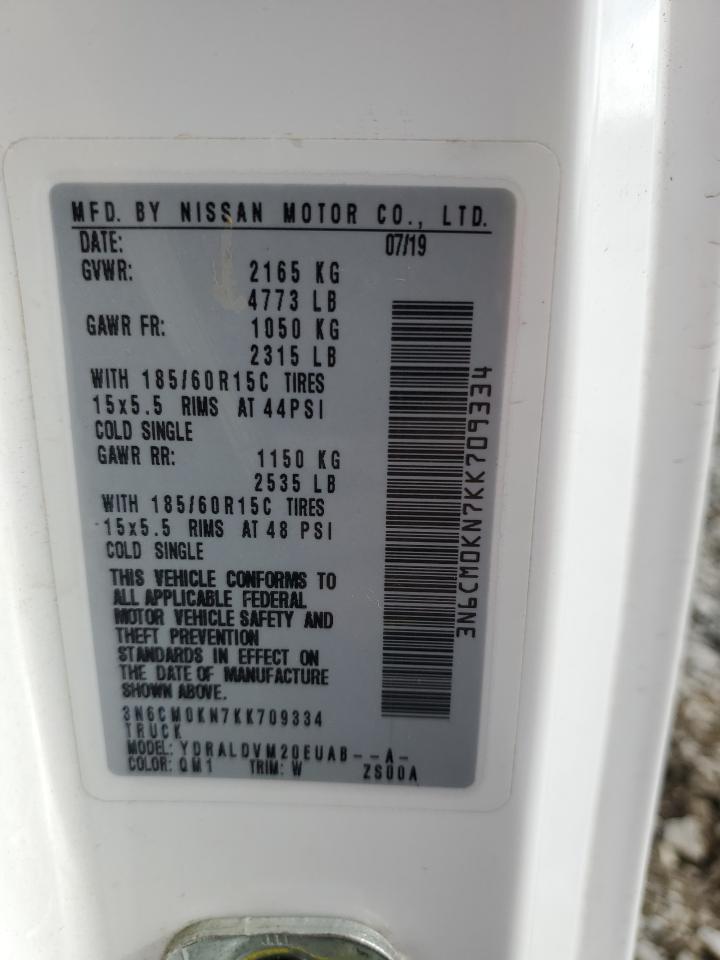 MFD. BY NISSAN MOTOR CO., LTD.
DATE: 07/19
GVWR: 2165 KG
4773 LB
GAWR FR: 1050 KG
2315 LB
WITH 185/60R15C TIRES
15x5.5 RIMS AT 44PSI
COLD SINGLE
GAWR RR: 1150 KG
2535 LB
WITH 185/60R15C TIRES
15x5.5 RIMS AT 48 PSI
COLD SINGLE
THIS VEHICLE CONFORMS TO
ALL APPLICABLE FEDERAL
MOTOR VEHICLE SAFETY AND
THEFT PREVENTION
STANDARDS IN EFFECT ON
THE DATE OF MANUFACTURE
SHOWN ABOVE.
3N6CM0KN7KK709334
TRUCK
MODEL: YDRALDVM20EUAB--A-
COLOR: QM1 TRIM: W ZS00A
3N6CM0KN7KK709334